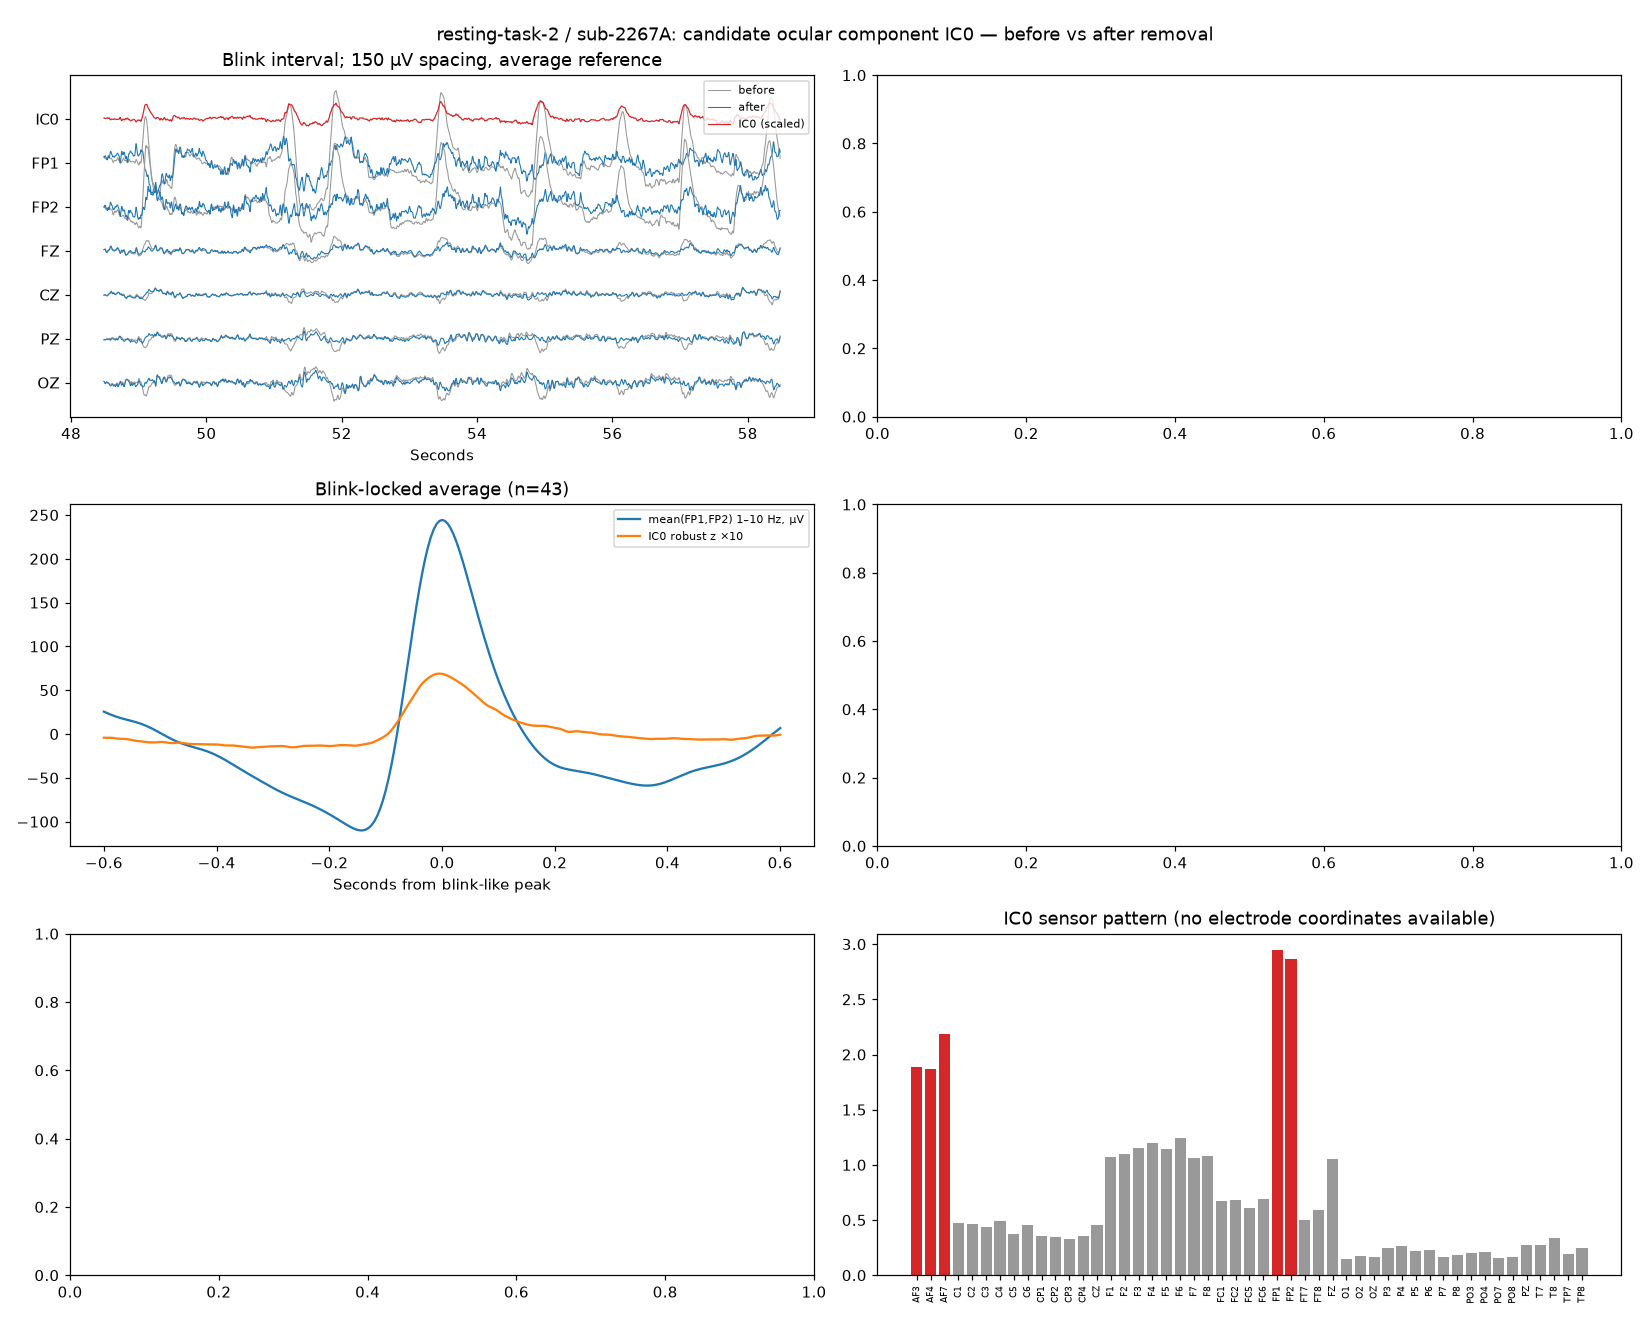 resting-task-2 / sub-2267A: candidate ocular component IC0 — before vs after removal
Blink interval; 150 µV spacing, average reference
before
after
IC0 (scaled)
IC0
FP1
FP2
FZ
CZ
PZ
OZ
48 50 52 54 56 58
Seconds
1.0
0.8
0.6
0.4
0.2
0.0
0.0 0.2 0.4 0.6 0.8 1.0
Blink-locked average (n=43)
mean(FP1,FP2) 1–10 Hz, µV
IC0 robust z ×10
250
200
150
100
50
0
−50
−100
−0.6 −0.4 −0.2 0.0 0.2 0.4 0.6
Seconds from blink-like peak
1.0
0.8
0.6
0.4
0.2
0.0
0.0 0.2 0.4 0.6 0.8 1.0
1.0
0.8
0.6
0.4
0.2
0.0
0.0 0.2 0.4 0.6 0.8 1.0
IC0 sensor pattern (no electrode coordinates available)
3.0
2.5
2.0
1.5
1.0
0.5
0.0
AF3 AF4 AF7 C1 C2 C3 C4 C5 C6 CP1 CP2 CP3 CP4 CZ F1 F2 F3 F4 F5 F6 F7 F8 FC1 FC2 FC5 FC6 FP1 FP2 FT7 FT8 FZ O1 O2 OZ P3 P4 P5 P6 P7 P8 PO3 PO4 PO7 PO8 PZ T7 T8 TP7 TP8